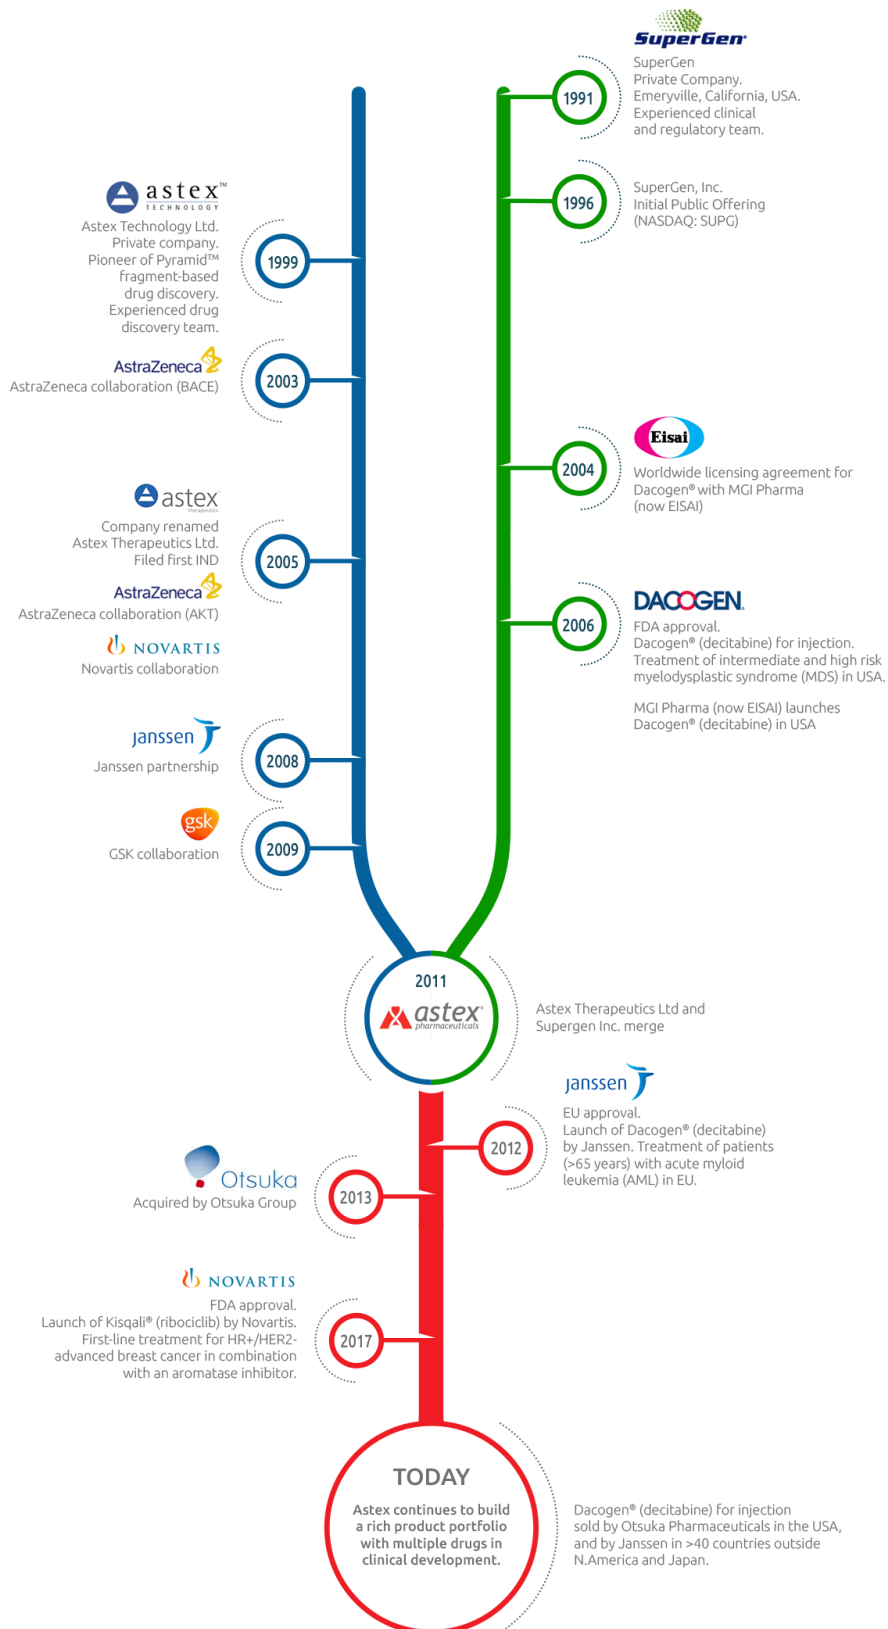 SuperGen®
SuperGen
Private Company.
Emeryville, California, USA.
Experienced clinical
and regulatory team.
1991
SuperGen, Inc.
Initial Public Offering
(NASDAQ: SUPG)
1996
astex™
TECHNOLOGY
Astex Technology Ltd.
Private company.
Pioneer of Pyramid™
fragment-based
drug discovery.
Experienced drug
discovery team.
1999
AstraZeneca
AstraZeneca collaboration (BACE)
2003
Eisai
Worldwide licensing agreement for
Dacogen® with MGI Pharma
(now EISAI)
2004
astex
therapeutics
Company renamed
Astex Therapeutics Ltd.
Filed first IND
2005
AstraZeneca
AstraZeneca collaboration (AKT)
NOVARTIS
Novartis collaboration
DACOGEN®
FDA approval.
Dacogen® (decitabine) for injection.
Treatment of intermediate and high risk
myelodysplastic syndrome (MDS) in USA.
MGI Pharma (now EISAI) launches
Dacogen® (decitabine) in USA
2006
janssen
Janssen partnership
2008
gsk
GSK collaboration
2009
2011
astex®
pharmaceuticals
Astex Therapeutics Ltd and
Supergen Inc. merge
janssen
EU approval.
Launch of Dacogen® (decitabine)
by Janssen. Treatment of patients
(>65 years) with acute myloid
leukemia (AML) in EU.
2012
Otsuka
Acquired by Otsuka Group
2013
NOVARTIS
FDA approval.
Launch of Kisqali® (ribociclib) by Novartis.
First-line treatment for HR+/HER2-
advanced breast cancer in combination
with an aromatase inhibitor.
2017
TODAY
Astex continues to build
a rich product portfolio
with multiple drugs in
clinical development.
Dacogen® (decitabine) for injection
sold by Otsuka Pharmaceuticals in the USA,
and by Janssen in >40 countries outside
N.America and Japan.